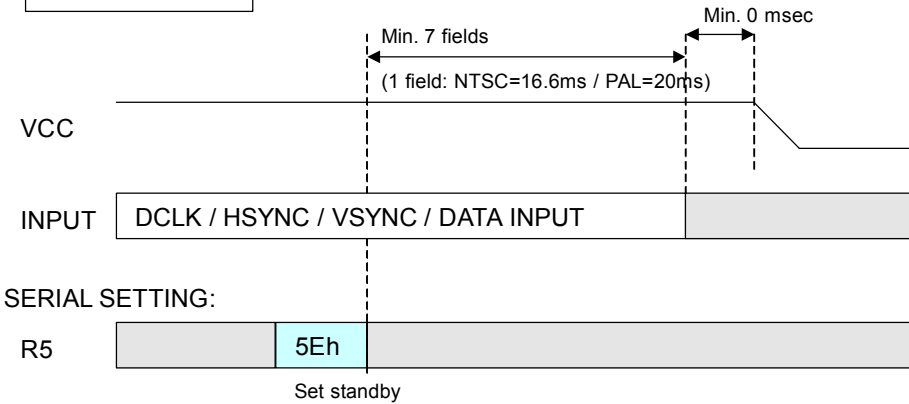 Min. 0 msec
Min. 7 fields
(1 field: NTSC=16.6ms / PAL=20ms)
VCC
INPUT
DCLK / HSYNC / VSYNC / DATA INPUT
SERIAL SETTING:
R5
5Eh
Set standby